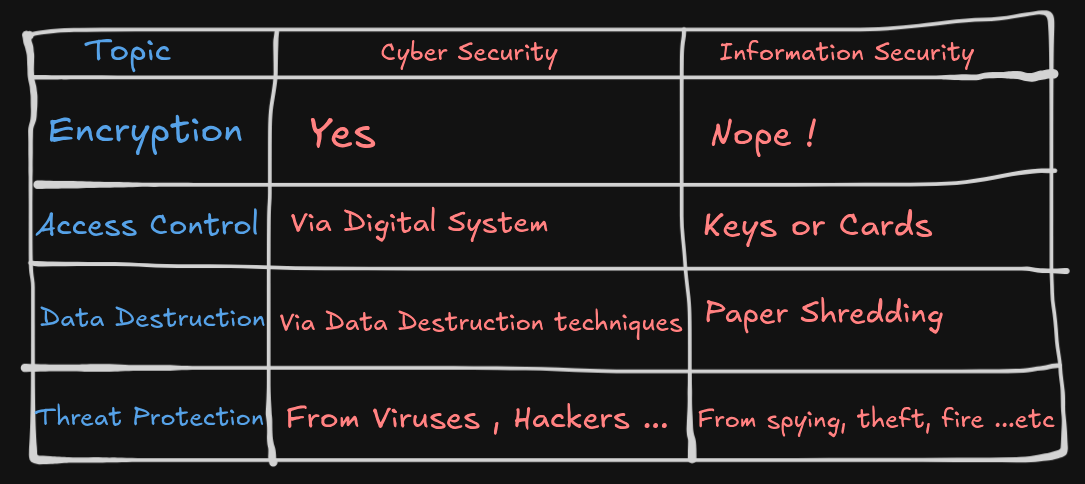 Topic Cyber Security Information Security
Encryption Yes Nope !
Access Control Via Digital System Keys or Cards
Data Destruction Via Data Destruction techniques Paper Shredding
Threat Protection From Viruses , Hackers ... From spying, theft, fire ...etc